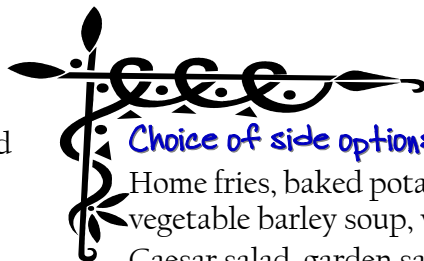 Choice of side
Home fries, baked
vegetable barley soup,
Caesar salad, garden